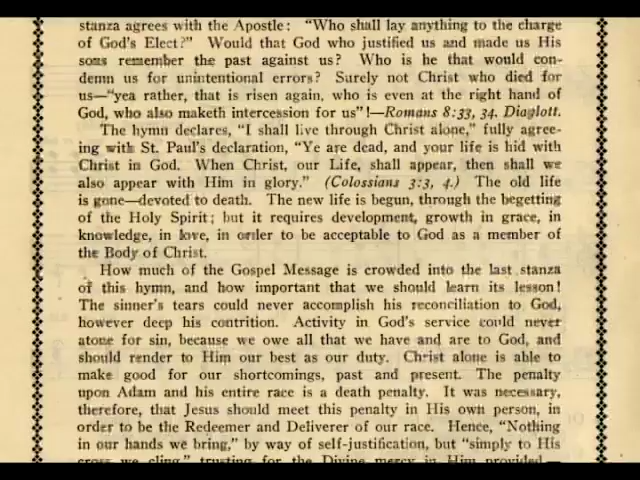 stanza agrees with the Apostle: "Who shall lay anything to the charge
of God's Elect?" Would that God who justified us and made us His
sons remember the past against us? Who is he that would con-
demn us for unintentional errors? Surely not Christ who died for
us—"yea rather, that is risen again, who is even at the right hand of
God, who also maketh intercession for us"!—Romans 8:33, 34. Diaglott.
The hymn declares, "I shall live through Christ alone," fully agree-
ing with St. Paul's declaration, "Ye are dead, and your life is hid with
Christ in God. When Christ, our Life, shall appear, then shall we
also appear with Him in glory." (Colossians 3:3, 4.) The old life
is gone—devoted to death. The new life is begun, through the begetting
of the Holy Spirit; but it requires development, growth in grace, in
knowledge, in love, in order to be acceptable to God as a member of
the Body of Christ.
How much of the Gospel Message is crowded into the last stanza
of this hymn, and how important that we should learn its lesson!
The sinner's tears could never accomplish his reconciliation to God,
however deep his contrition. Activity in God's service could never
atone for sin, because we owe all that we have and are to God, and
should render to Him our best as our duty. Christ alone is able to
make good for our shortcomings, past and present. The penalty
upon Adam and his entire race is a death penalty. It was necessary,
therefore, that Jesus should meet this penalty in His own person, in
order to be the Redeemer and Deliverer of our race. Hence, "Nothing
in our hands we bring," by way of self-justification, but "simply to His
cross we cling," trusting for the Divine mercy in Him provided.—